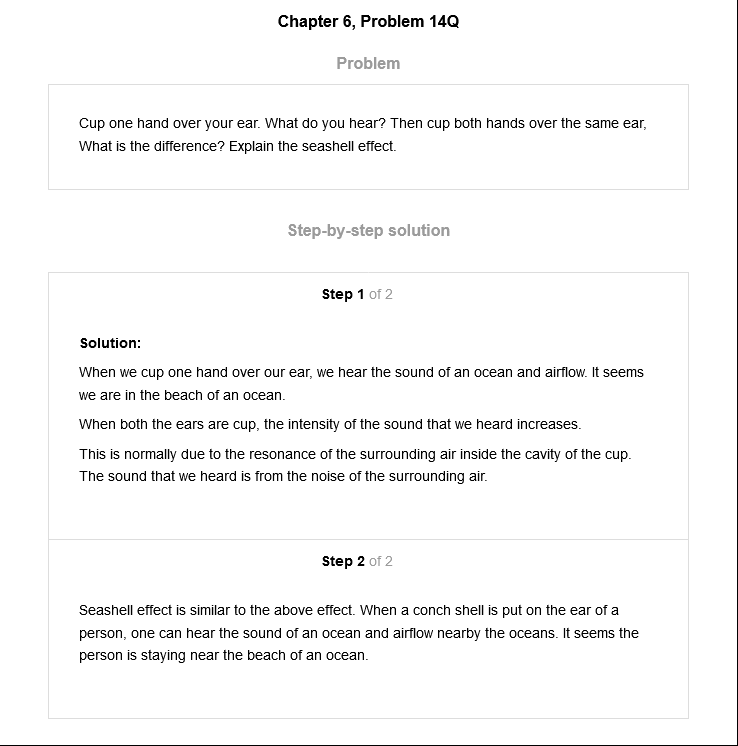 Chapter 6, Problem 14Q
Problem
Cup one hand over your ear. What do you hear? Then cup both hands over the same ear,
What is the difference? Explain the seashell effect.
Step-by-step solution
Step 1 of 2
Solution:
When we cup one hand over our ear, we hear the sound of an ocean and airflow. It seems
we are in the beach of an ocean.
When both the ears are cup, the intensity of the sound that we heard increases.
This is normally due to the resonance of the surrounding air inside the cavity of the cup.
The sound that we heard is from the noise of the surrounding air.
Step 2 of 2
Seashell effect is similar to the above effect. When a conch shell is put on the ear of a
person, one can hear the sound of an ocean and airflow nearby the oceans. It seems the
person is staying near the beach of an ocean.